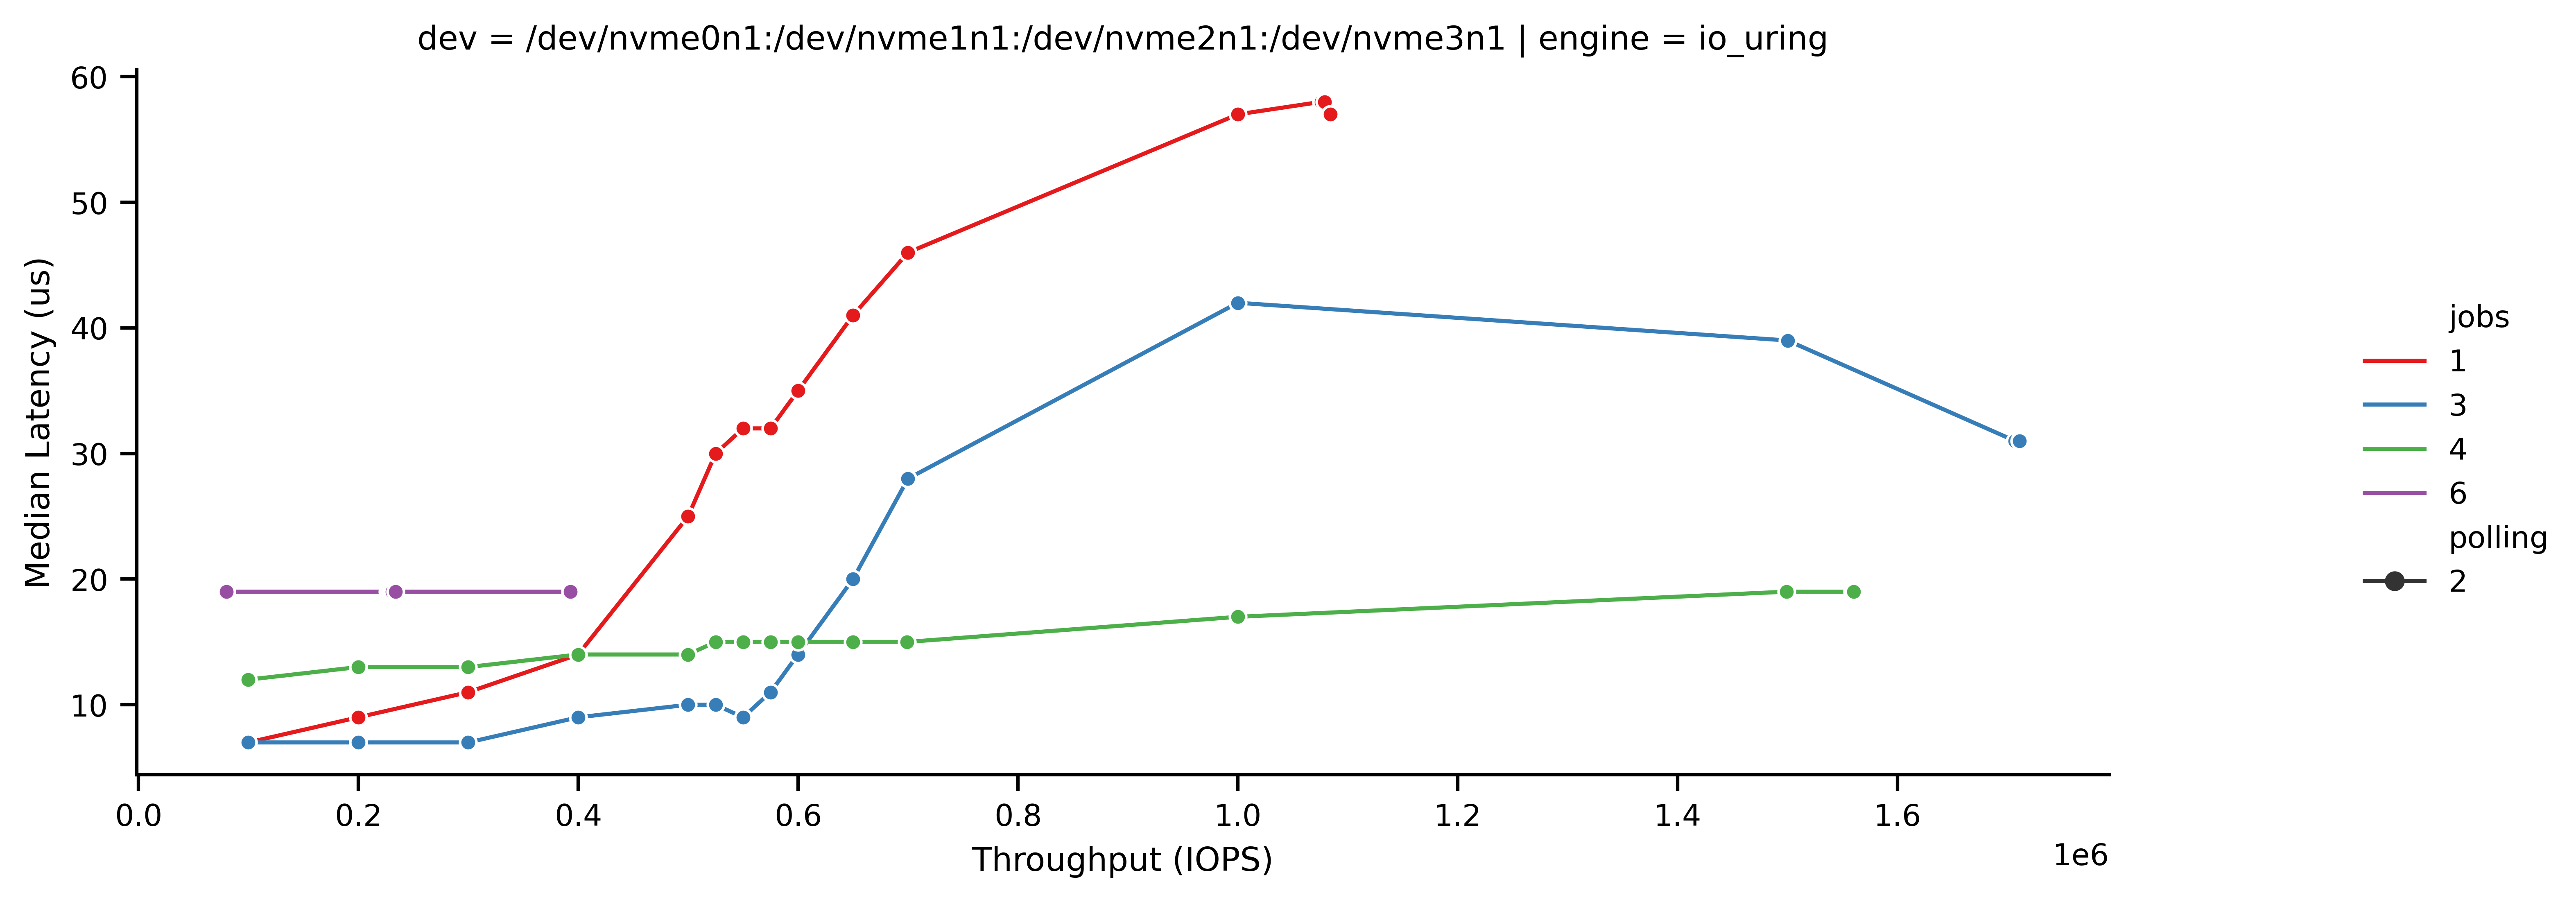 dev = /dev/nvme0n1:/dev/nvme1n1:/dev/nvme2n1:/dev/nvme3n1 | engine = io_uring
60
50
40
30
20
10
Median Latency (us)
0.0 0.2 0.4 0.6 0.8 1.0 1.2 1.4 1.6
1e6
Throughput (IOPS)
jobs
1
3
4
6
polling
2